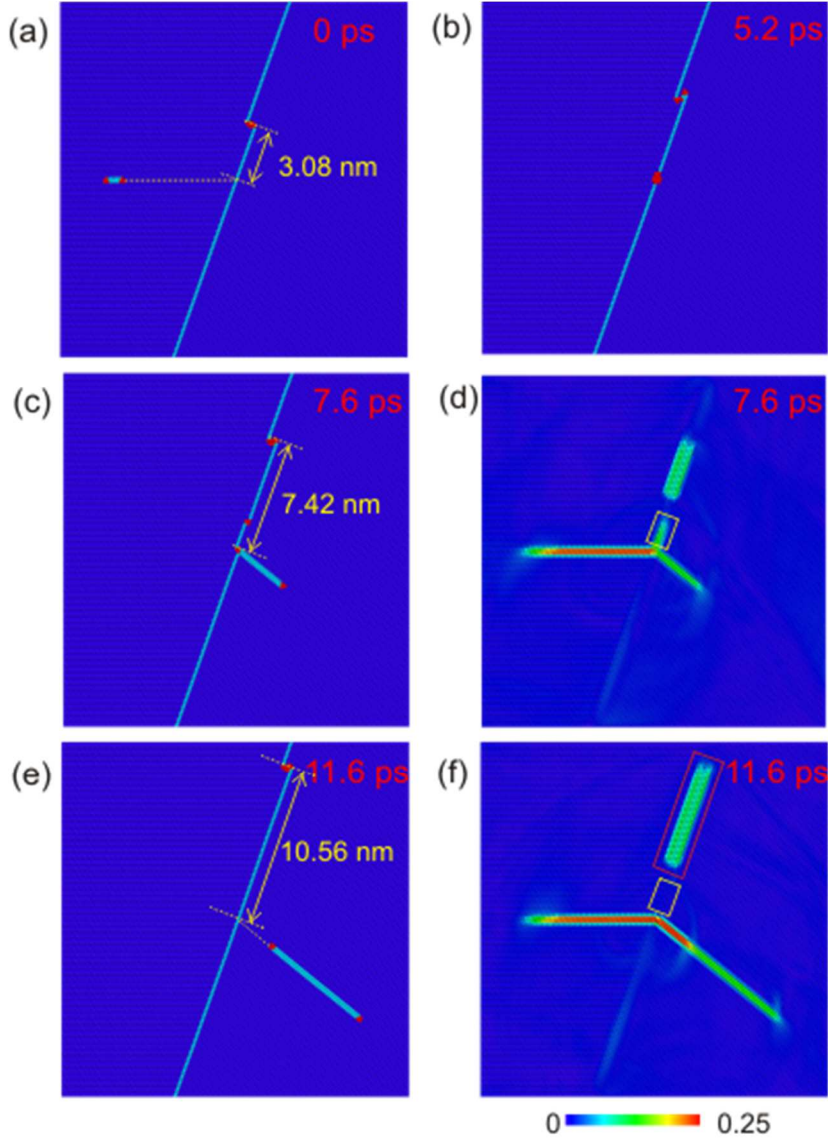 (a)
0 ps
3.08 nm
(b)
5.2 ps
(c)
7.6 ps
7.42 nm
(d)
7.6 ps
(e)
11.6 ps
10.56 nm
(f)
11.6 ps
0
0.25